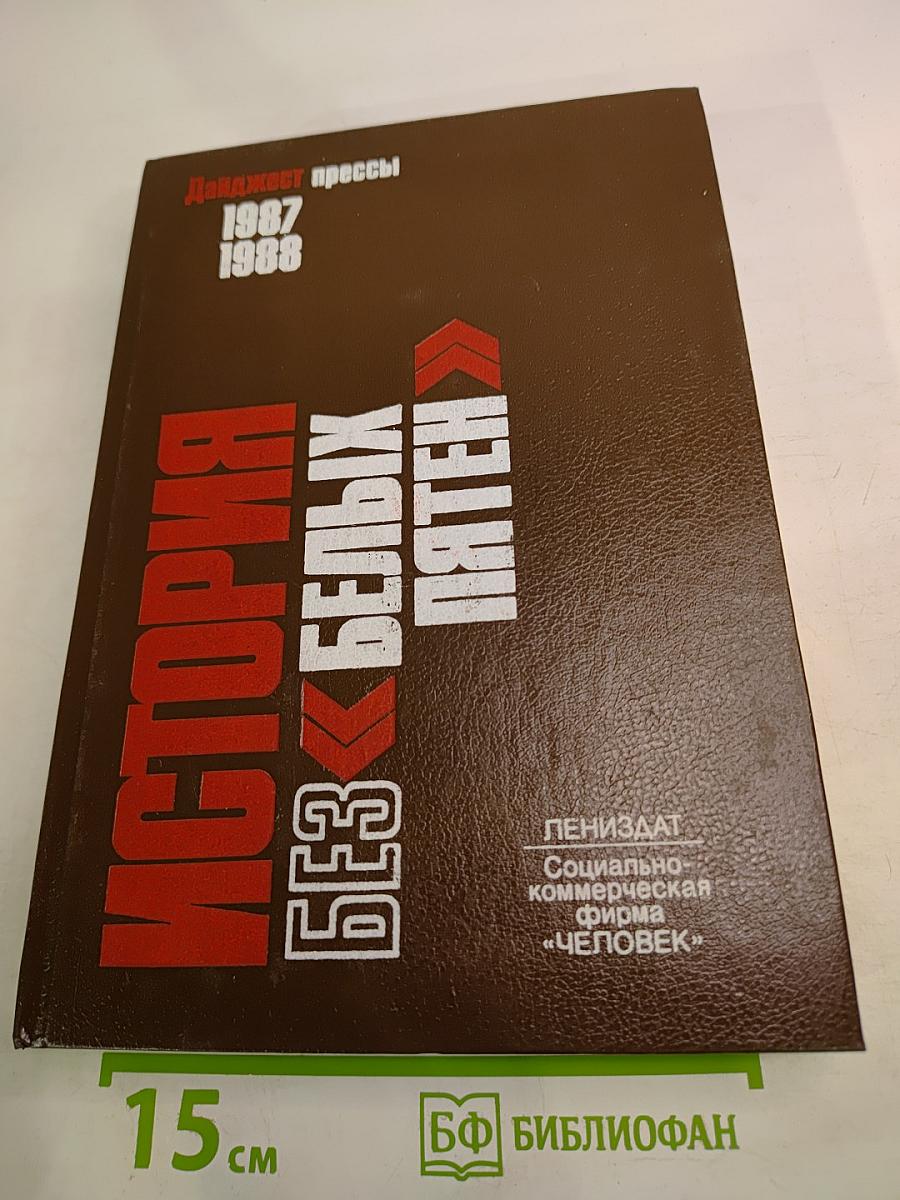 Дайджест прессы
1987
1988
ИСТОРИЯ
БЕЗ «БЕЛЫХ
ПЯТЕН»
ЛЕНИЗДАТ
Социально-
коммерческая
фирма
«ЧЕЛОВЕК»
15 см
БФ БИБЛИОФАН